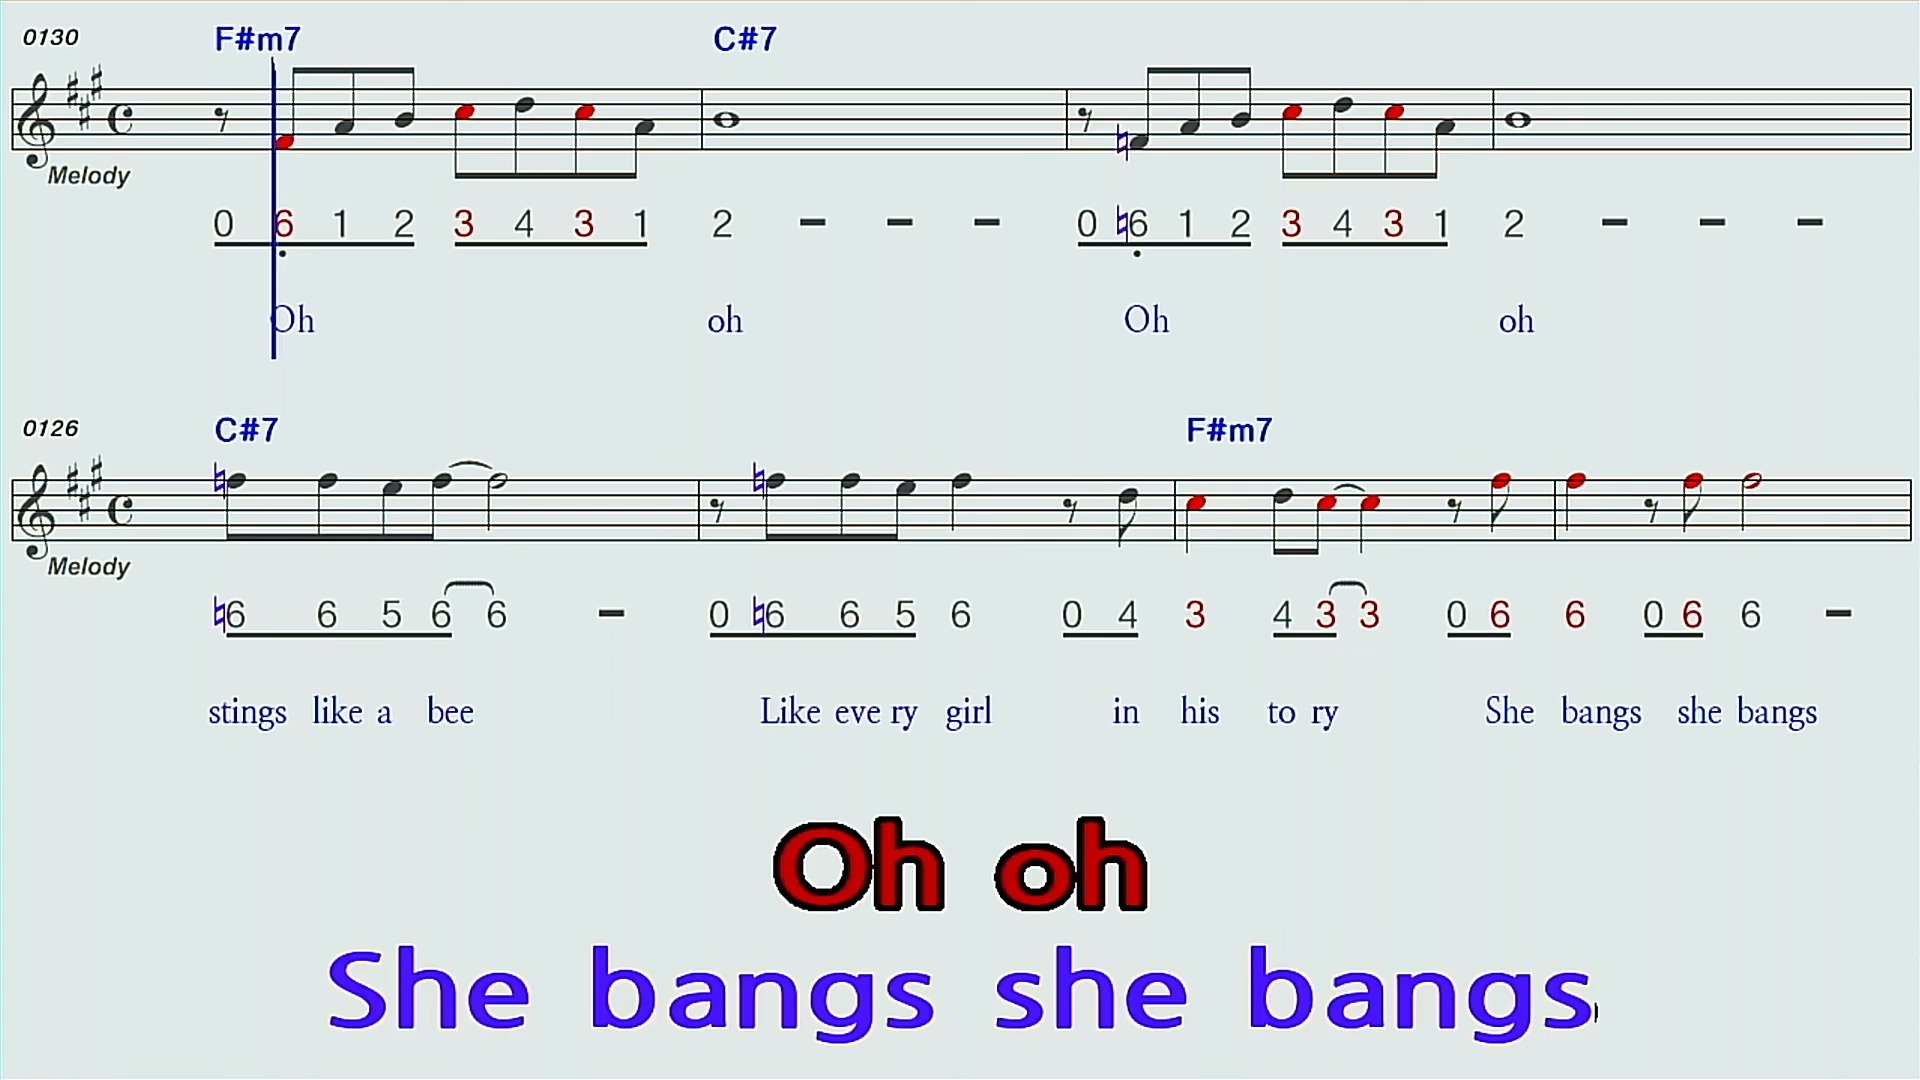 0130 F#m7 C#7
Melody
0 6 1 2 3 4 3 1 2 - - - 0 ♮6 1 2 3 4 3 1 2 - - -
Oh oh Oh oh
0126 C#7 F#m7
Melody
♮6 6 5 6 6 - 0 ♮6 6 5 6 0 4 3 4 3 3 0 6 6 0 6 6 -
stings like a bee Like eve ry girl in his to ry She bangs she bangs
Oh oh
She bangs she bangs